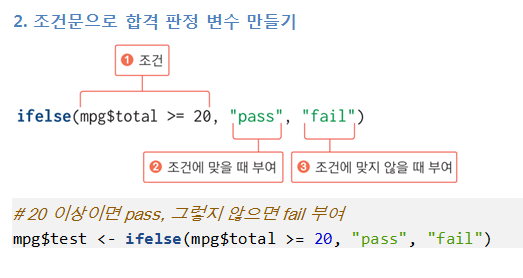 2. 조건문으로 합격 판정 변수 만들기
❶ 조건
ifelse(mpg$total >= 20, "pass", "fail")
❷ 조건에 맞을 때 부여
❸ 조건에 맞지 않을 때 부여
# 20 이상이면 pass, 그렇지 않으면 fail 부여
mpg$test <- ifelse(mpg$total >= 20, "pass", "fail")